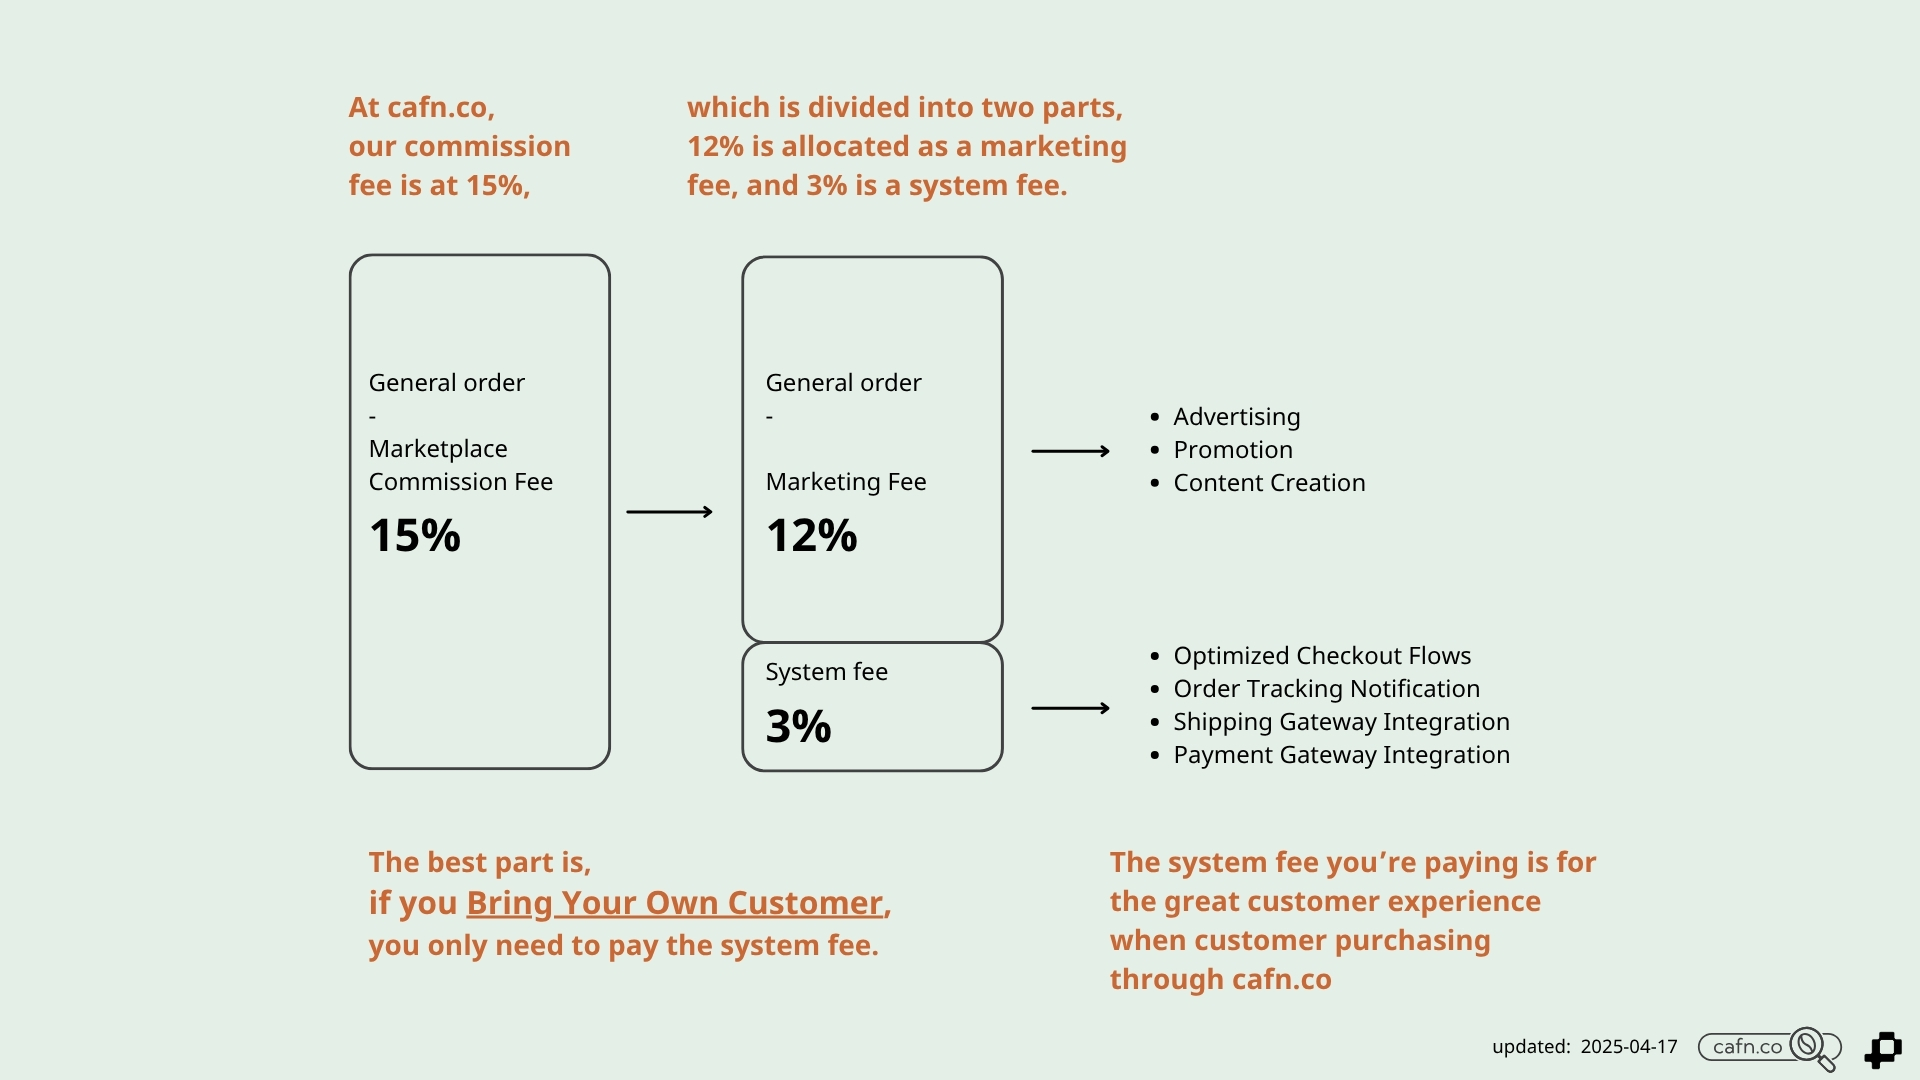 At cafn.co,
our commission
fee is at 15%,
which is divided into two parts,
12% is allocated as a marketing
fee, and 3% is a system fee.
General order
-
Marketplace
Commission Fee
15%
General order
-
Marketing Fee
12%
• Advertising
• Promotion
• Content Creation
System fee
3%
• Optimized Checkout Flows
• Order Tracking Notification
• Shipping Gateway Integration
• Payment Gateway Integration
The best part is,
if you Bring Your Own Customer,
you only need to pay the system fee.
The system fee you’re paying is for
the great customer experience
when customer purchasing
through cafn.co
updated: 2025-04-17
cafn.co